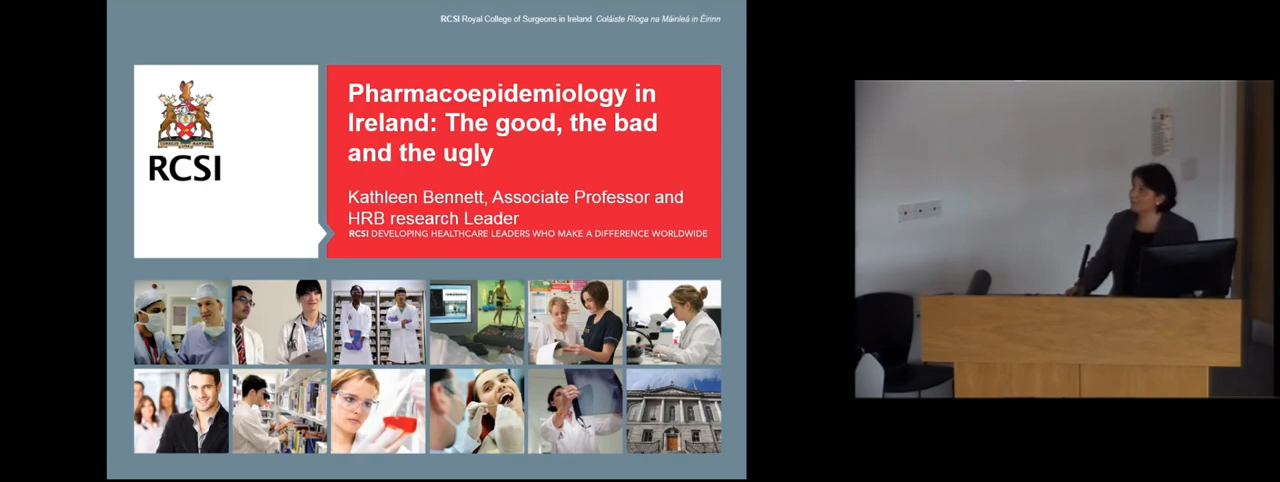 RCSI Royal College of Surgeons in Ireland Coláiste Ríoga na Máinleá in Éirinn
RCSI
Pharmacoepidemiology in
Ireland: The good, the bad
and the ugly
Kathleen Bennett, Associate Professor and
HRB research Leader
RCSI DEVELOPING HEALTHCARE LEADERS WHO MAKE A DIFFERENCE WORLDWIDE